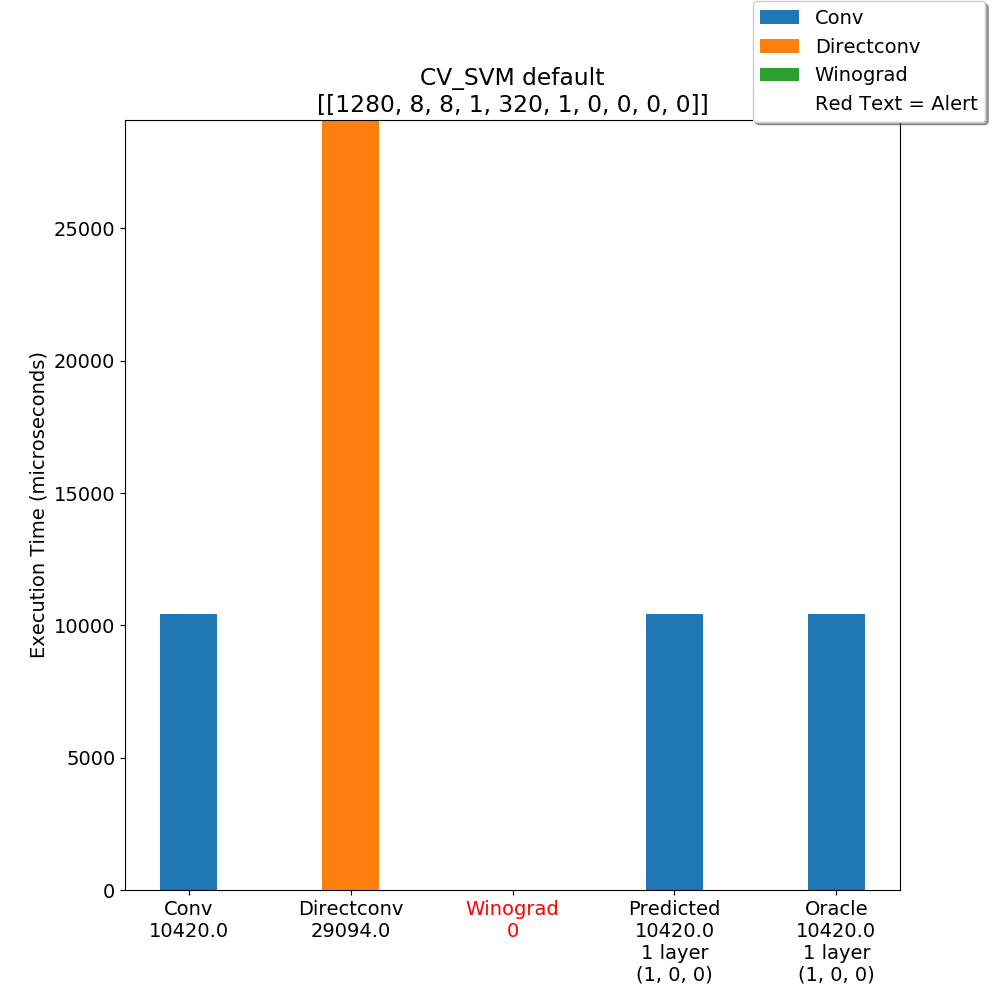 Conv
Directconv
Winograd
Red Text = Alert
CV_SVM default
[[1280, 8, 8, 1, 320, 1, 0, 0, 0, 0]]
Execution Time (microseconds)
25000
20000
15000
10000
5000
0
Conv
10420.0
Directconv
29094.0
Winograd
0
Predicted
10420.0
1 layer
(1, 0, 0)
Oracle
10420.0
1 layer
(1, 0, 0)